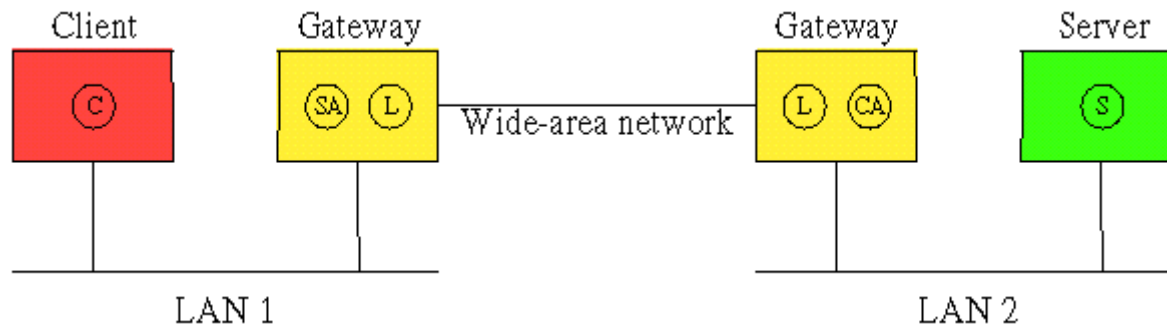 Client Gateway Gateway Server
C SA L L CA S
Wide-area network
LAN 1 LAN 2